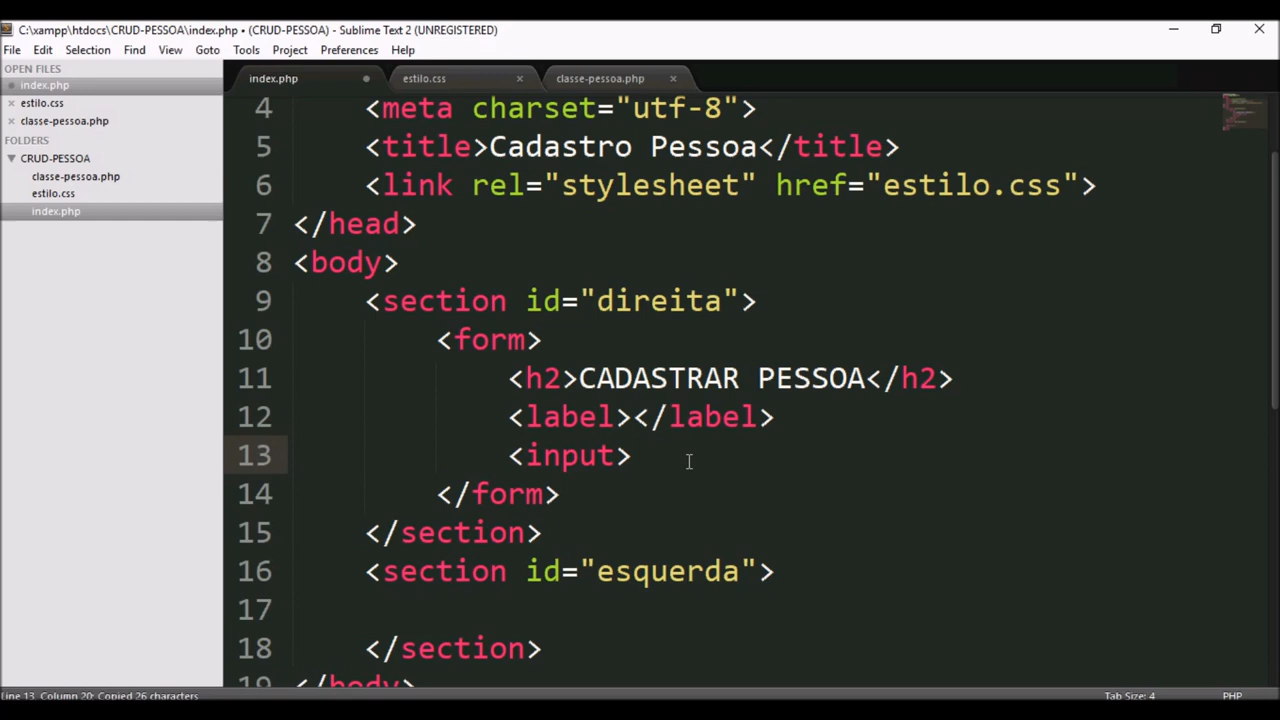 C:\xampp\htdocs\CRUD-PESSOA\index.php • (CRUD-PESSOA) - Sublime Text 2 (UNREGISTERED)
File Edit Selection Find View Goto Tools Project Preferences Help
OPEN FILES
index.php
estilo.css
classe-pessoa.php
FOLDERS
CRUD-PESSOA
classe-pessoa.php
estilo.css
index.php
index.php estilo.css classe-pessoa.php
4 <meta charset="utf-8">
5 <title>Cadastro Pessoa</title>
6 <link rel="stylesheet" href="estilo.css">
7 </head>
8 <body>
9 <section id="direita">
10 <form>
11 <h2>CADASTRAR PESSOA</h2>
12 <label></label>
13 <input>
14 </form>
15 </section>
16 <section id="esquerda">
17
18 </section>
19 </body>
Line 13, Column 20; Copied 26 characters Tab Size: 4 PHP